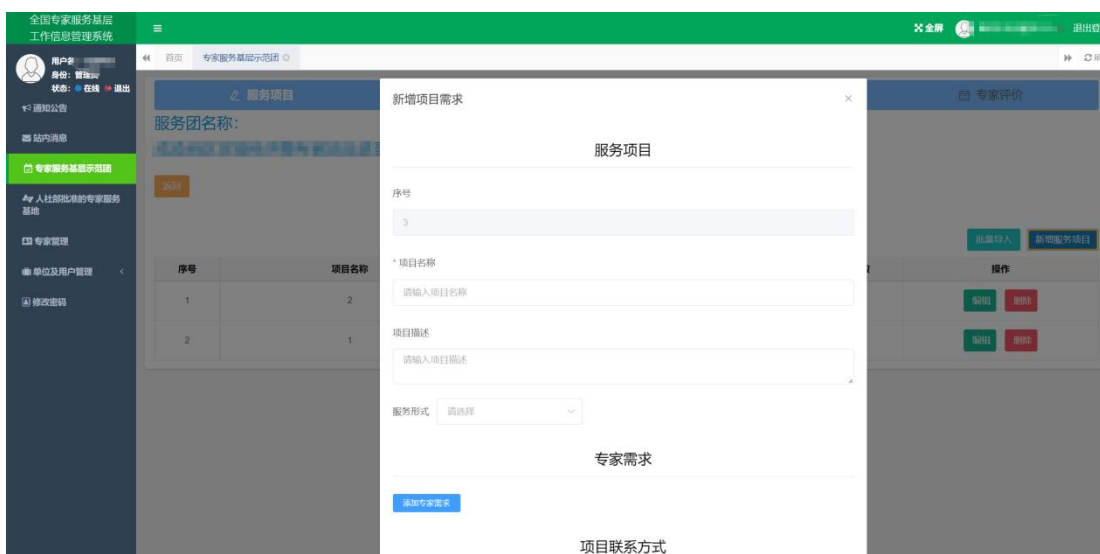 全国专家服务基层
工作信息管理系统
全屏
退出登
用户名
身份: 管理员
状态: 在线 退出
首页
专家服务基层示范团
通知公告
站内消息
专家服务基层示范团
人社部批准的专家服务
基地
专家管理
单位及用户管理
修改密码
服务项目
专家评价
服务团名称:
返回
批量导入
新增服务项目
序号
项目名称
操作
1
2
编辑
删除
2
1
编辑
删除
新增项目需求
服务项目
序号
3
* 项目名称
请输入项目名称
项目描述
请输入项目描述
服务形式
请选择
专家需求
添加专家需求
项目联系方式